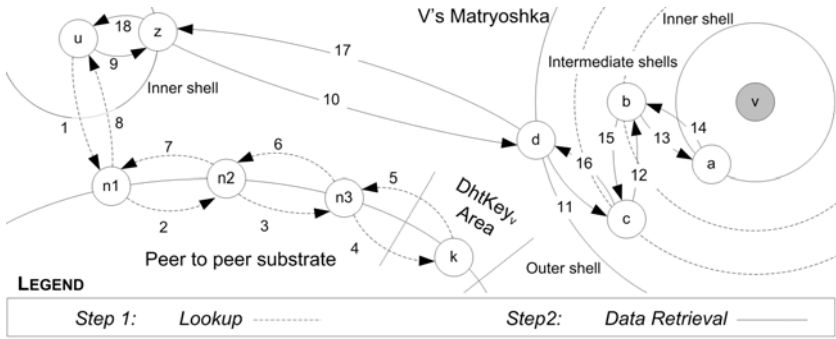 V's Matryoshka
Inner shell
18
u
z
9
17
Intermediate shells
Inner shell
10
b
v
1
8
7
6
15
13
14
d
a
5
16
12
n1
n2
n3
DhtKeyv
Area
11
c
2
3
4
k
Peer to peer substrate
Outer shell
LEGEND
Step 1: Lookup Step2: Data Retrieval